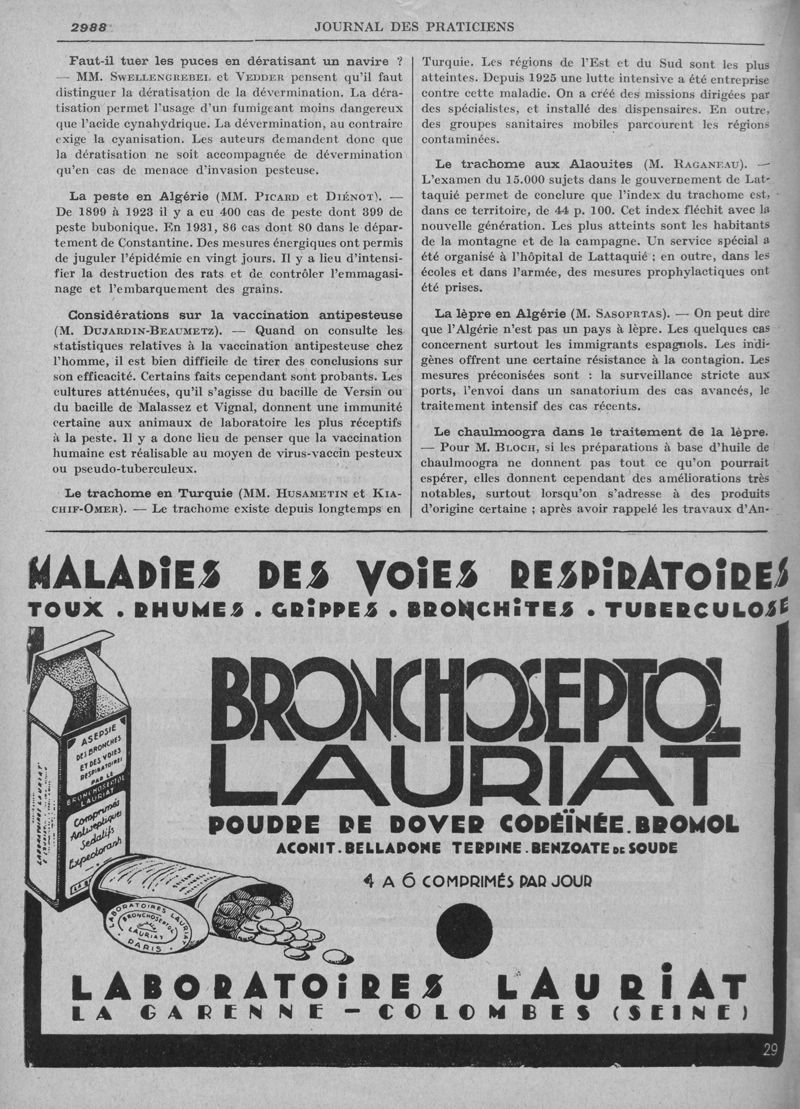 2988
JOURNAL DES PRATICIENS
Faut-il tuer les puces en dératisant un navire ?
— MM. SWELLENGREBEL et VEDDER pensent qu'il faut
distinguer la dératisation de la dévermination. La déra-
tisation permet l'usage d'un fumigeant moins dangereux
que l'acide cynahydrique. La dévermination, au contraire
exige la cyanisation. Les auteurs demandent donc que
la dératisation ne soit accompagnée de dévermination
qu'en cas de menace d'invasion pesteuse.
La peste en Algérie (MM. PICARD et DIÉNOT). —
De 1899 à 1923 il y a eu 400 cas de peste dont 399 de
peste bubonique. En 1931, 86 cas dont 80 dans le dépar-
tement de Constantine. Des mesures énergiques ont permis
de juguler l'épidémie en vingt jours. Il y a lieu d'intensi-
fier la destruction des rats et de contrôler l'emmagasi-
nage et l'embarquement des grains.
Considérations sur la vaccination antipesteuse
(M. DUJARDIN-BEAUMETZ). — Quand on consulte les
statistiques relatives à la vaccination antipesteuse chez
l'homme, il est bien difficile de tirer des conclusions sur
son efficacité. Certains faits cependant sont probants. Les
cultures atténuées, qu'il s'agisse du bacille de Versin ou
du bacille de Malassez et Vignal, donnent une immunité
certaine aux animaux de laboratoire les plus réceptifs
à la peste. Il y a donc lieu de penser que la vaccination
humaine est réalisable au moyen de virus-vaccin pesteux
ou pseudo-tuberculeux.
Le trachome en Turquie (MM. HUSAMETIN et KIA-
CHIF-OMER). — Le trachome existe depuis longtemps en
Turquie. Les régions de l'Est et du Sud sont les plus
atteintes. Depuis 1925 une lutte intensive a été entreprise
contre cette maladie. On a créé des missions dirigées par
des spécialistes, et installé des dispensaires. En outre,
des groupes sanitaires mobiles parcourent les régions
contaminées.
Le trachome aux Alaouites (M. RAGANEAU). —
L'examen du 15.000 sujets dans le gouvernement de Lat-
taquié permet de conclure que l'index du trachome est,
dans ce territoire, de 44 p. 100. Cet index fléchit avec la
nouvelle génération. Les plus atteints sont les habitants
de la montagne et de la campagne. Un service spécial a
été organisé à l'hôpital de Lattaquié ; en outre, dans les
écoles et dans l'armée, des mesures prophylactiques ont
été prises.
La lèpre en Algérie (M. SASOPRTAS). — On peut dire
que l'Algérie n'est pas un pays à lèpre. Les quelques cas
concernent surtout les immigrants espagnols. Les indi-
gènes offrent une certaine résistance à la contagion. Les
mesures préconisées sont : la surveillance stricte aux
ports, l'envoi dans un sanatorium des cas avancés, le
traitement intensif des cas récents.
Le chaulmoogra dans le traitement de la lèpre.
— Pour M. BLOCH, si les préparations à base d'huile de
chaulmoogra ne donnent pas tout ce qu'on pourrait
espérer, elles donnent cependant des améliorations très
notables, surtout lorsqu'on s'adresse à des produits
d'origine certaine ; après avoir rappelé les travaux d'An-
MALADIES DES VOIES RESPIRATOIRES
TOUX . RHUMES . GRIPPES . BRONCHITES . TUBERCULOSE
BRONCHOSEPTOL
LAURIAT
POUDRE DE DOVER CODÉÏNÉE . BROMOL
ACONIT . BELLADONE TERPINE . BENZOATE DE SOUDE
4 A 6 COMPRIMÉS PAR JOUR
ASEPSIE
DES BRONCHES
ET DES VOIES
RESPIRATOIRES
PAR LE
BRONCHOSEPTOL
LAURIAT
Comprimés
Antiseptiques
Sedatifs
Expectorants
LABORATOIRES LAURIAT
LABORATOIRES LAURIAT
BRONCHOSEPTOL
LAURIAT
PARIS
LABORATOIRES LAURIAT
LA GARENNE – COLOMBES (SEINE)
29